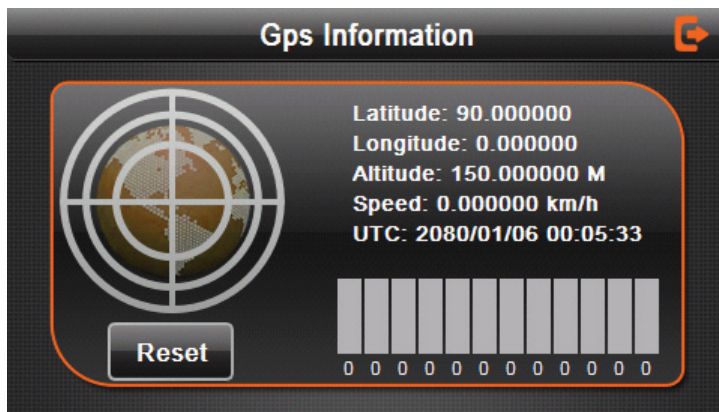 Gps Information
Latitude: 90.000000
Longitude: 0.000000
Altitude: 150.000000 M
Speed: 0.000000 km/h
UTC: 2080/01/06 00:05:33
Reset
0 0 0 0 0 0 0 0 0 0 0 0